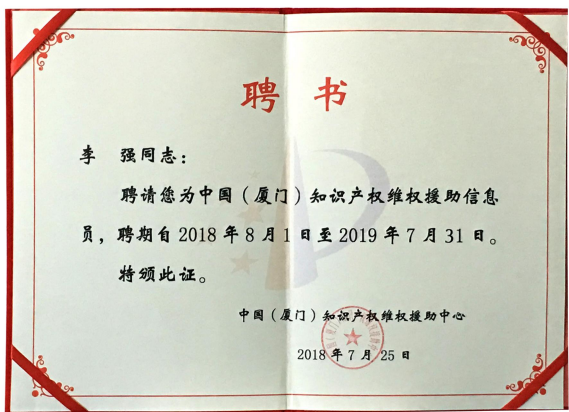 聘 书
李 强同志：
聘请您为中国（厦门）知识产权维权援助信息
员，聘期自2018年8月1日至2019年7月31日。
特颁此证。
中国（厦门）知识产权维权援助中心
2018年7月25日